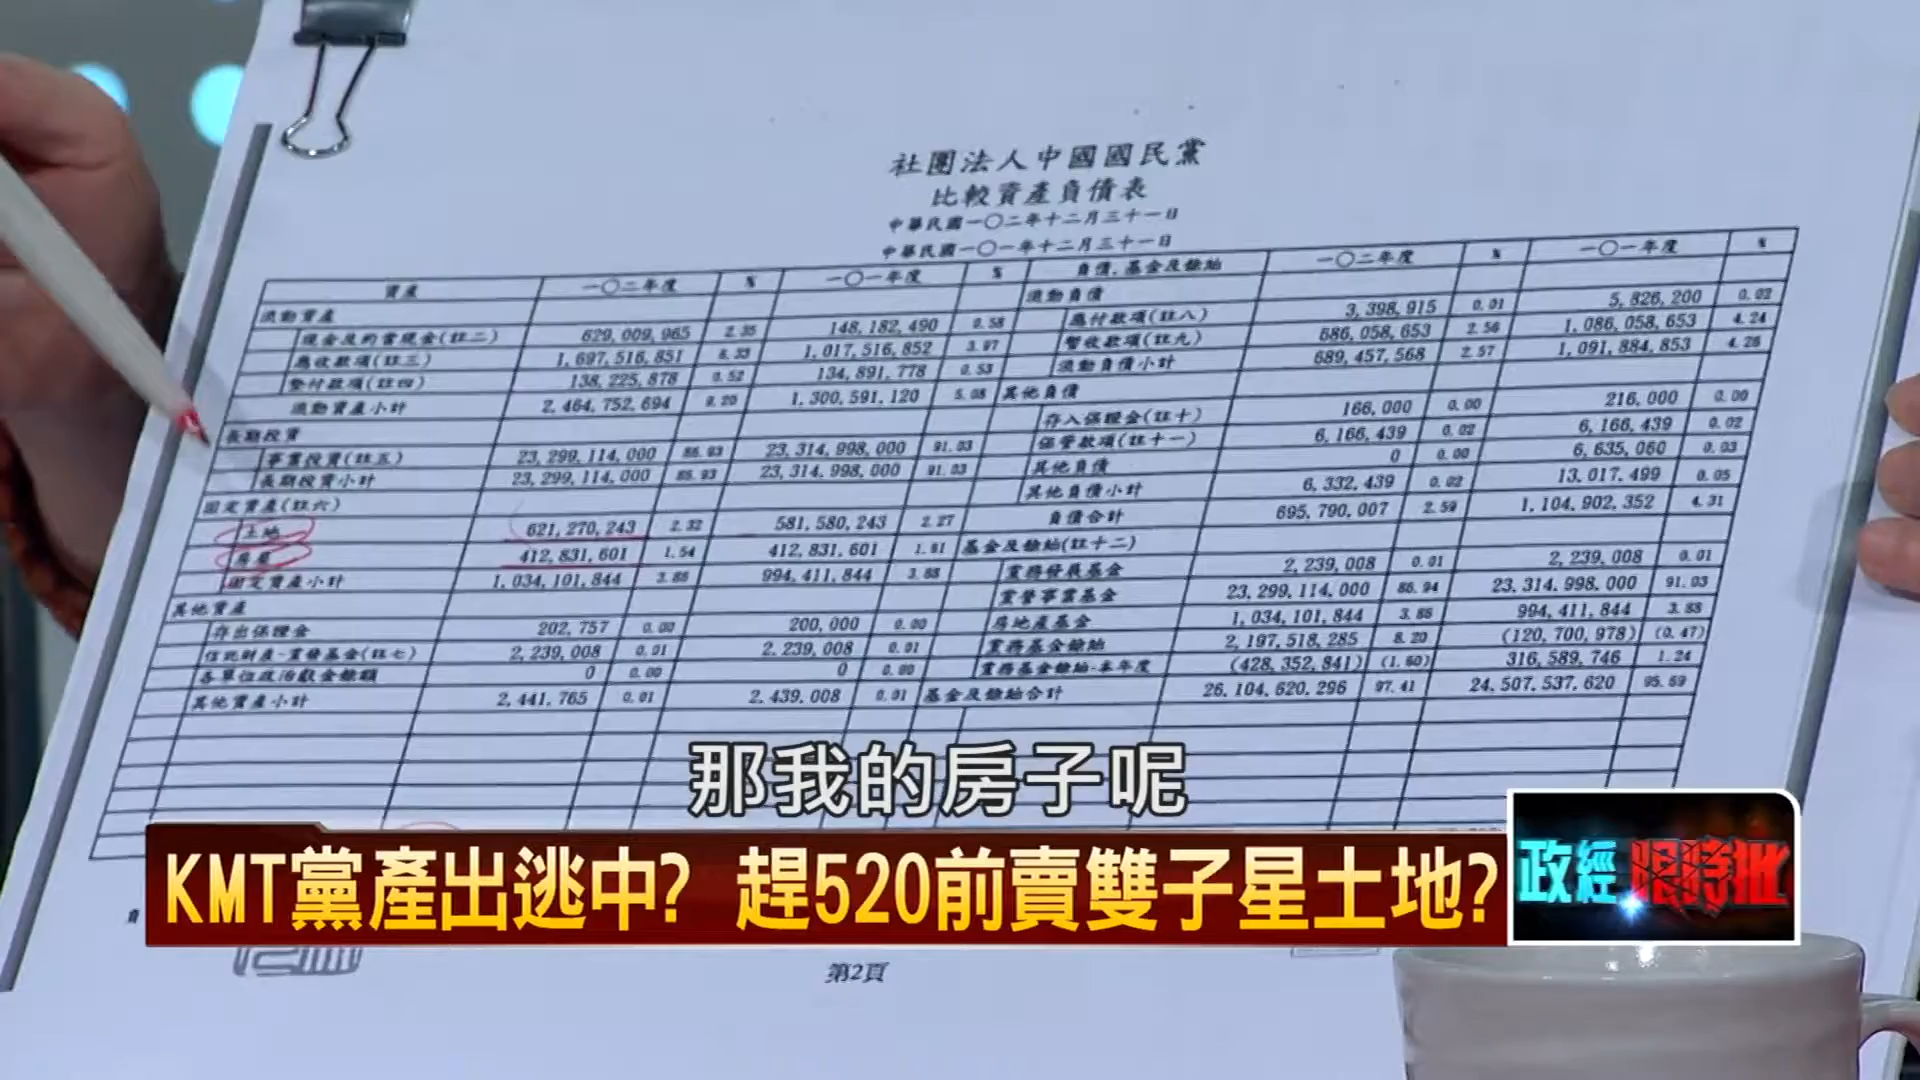 社團法人中國國民黨
比較資產負債表
中華民國一〇二年十二月三十一日
中華民國一〇一年十二月三十一日
資產 一〇二年度 % 一〇一年度 % 負債、基金及餘絀 一〇二年度 % 一〇一年度 %
流動資產 流動負債
現金及約當現金(註二) 629,009,965 2.35 148,182,490 0.58 應付款項(註八) 3,398,915 0.01 5,826,200 0.02
應收款項(註三) 1,697,516,851 6.33 1,017,516,852 3.97 暫收款項(註九) 686,058,653 2.56 1,086,058,653 4.24
墊付款項(註四) 138,225,878 0.52 134,891,778 0.53 流動負債小計 689,457,568 2.57 1,091,884,853 4.26
流動資產小計 2,464,752,694 9.20 1,300,591,120 5.08 其他負債
長期投資 存入保證金(註十) 166,000 0.00 216,000 0.00
事業投資(註五) 23,299,114,000 86.93 23,314,998,000 91.03 保管款項(註十一) 6,166,439 0.02 6,166,439 0.02
長期投資小計 23,299,114,000 86.93 23,314,998,000 91.03 其他負債 0 0.00 6,635,060 0.03
固定資產(註六) 其他負債小計 6,332,439 0.02 13,017,499 0.05
土地 621,270,243 2.32 581,580,243 2.27 負債合計 695,790,007 2.59 1,104,902,352 4.31
房屋 412,831,601 1.54 412,831,601 1.61 基金及餘絀(註十二)
固定資產小計 1,034,101,844 3.86 994,411,844 3.88 業務發展基金 2,239,008 0.01 2,239,008 0.01
其他資產 黨營事業基金 23,299,114,000 86.94 23,314,998,000 91.03
存出保證金 202,757 0.00 200,000 0.00 房地產基金 1,034,101,844 3.86 994,411,844 3.88
信託財產-黨發基金(註七) 2,239,008 0.01 2,239,008 0.01 業務基金餘絀 2,197,518,285 8.20 (120,700,978) (0.47)
各單位政治獻金餘額 0 0.00 0 0.00 業務基金餘絀-本年度 (428,352,841) (1.60) 316,589,746 1.24
其他資產小計 2,441,765 0.01 2,439,008 0.01 基金及餘絀合計 26,104,620,296 97.41 24,507,537,620 95.69
那我的房子呢
KMT黨產出逃中? 趕520前賣雙子星土地?
政經 眼將批
第2頁